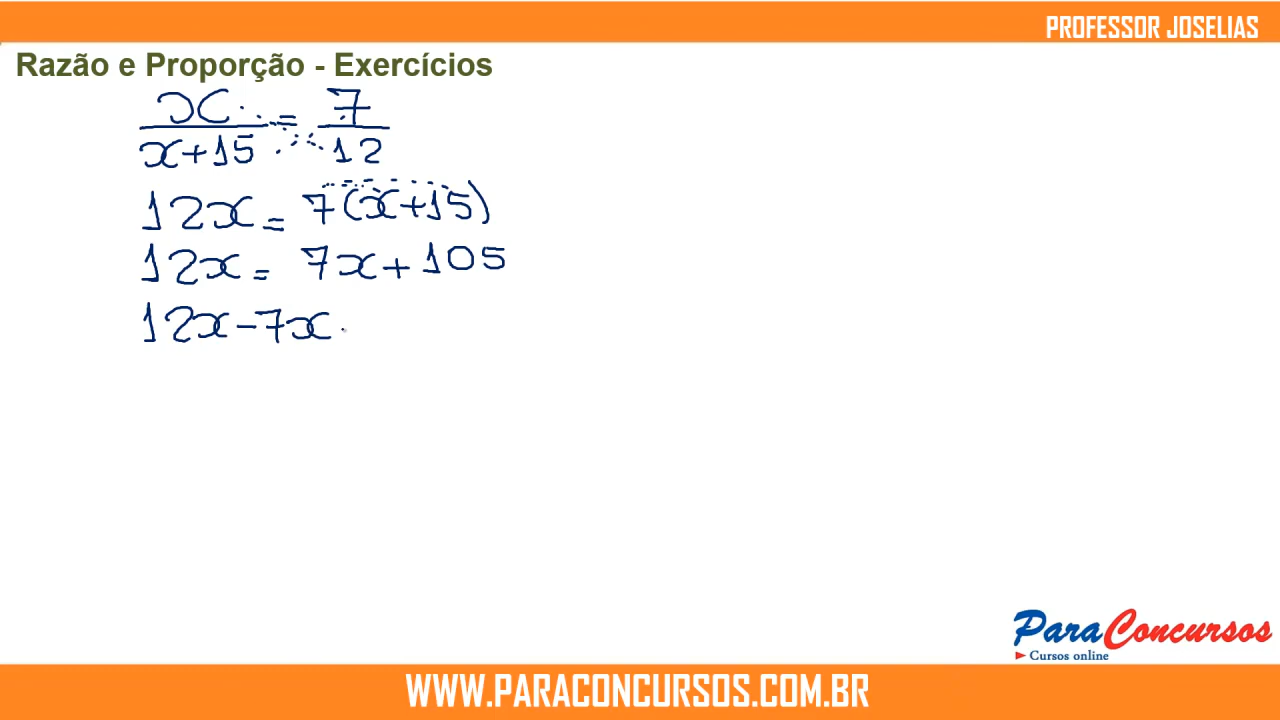 PROFESSOR JOSELIAS
Razão e Proporção - Exercícios
x = 7
x+15 12
12x = 7(x+15)
12x = 7x+105
12x-7x
ParaConcursos
Cursos online
WWW.PARACONCURSOS.COM.BR